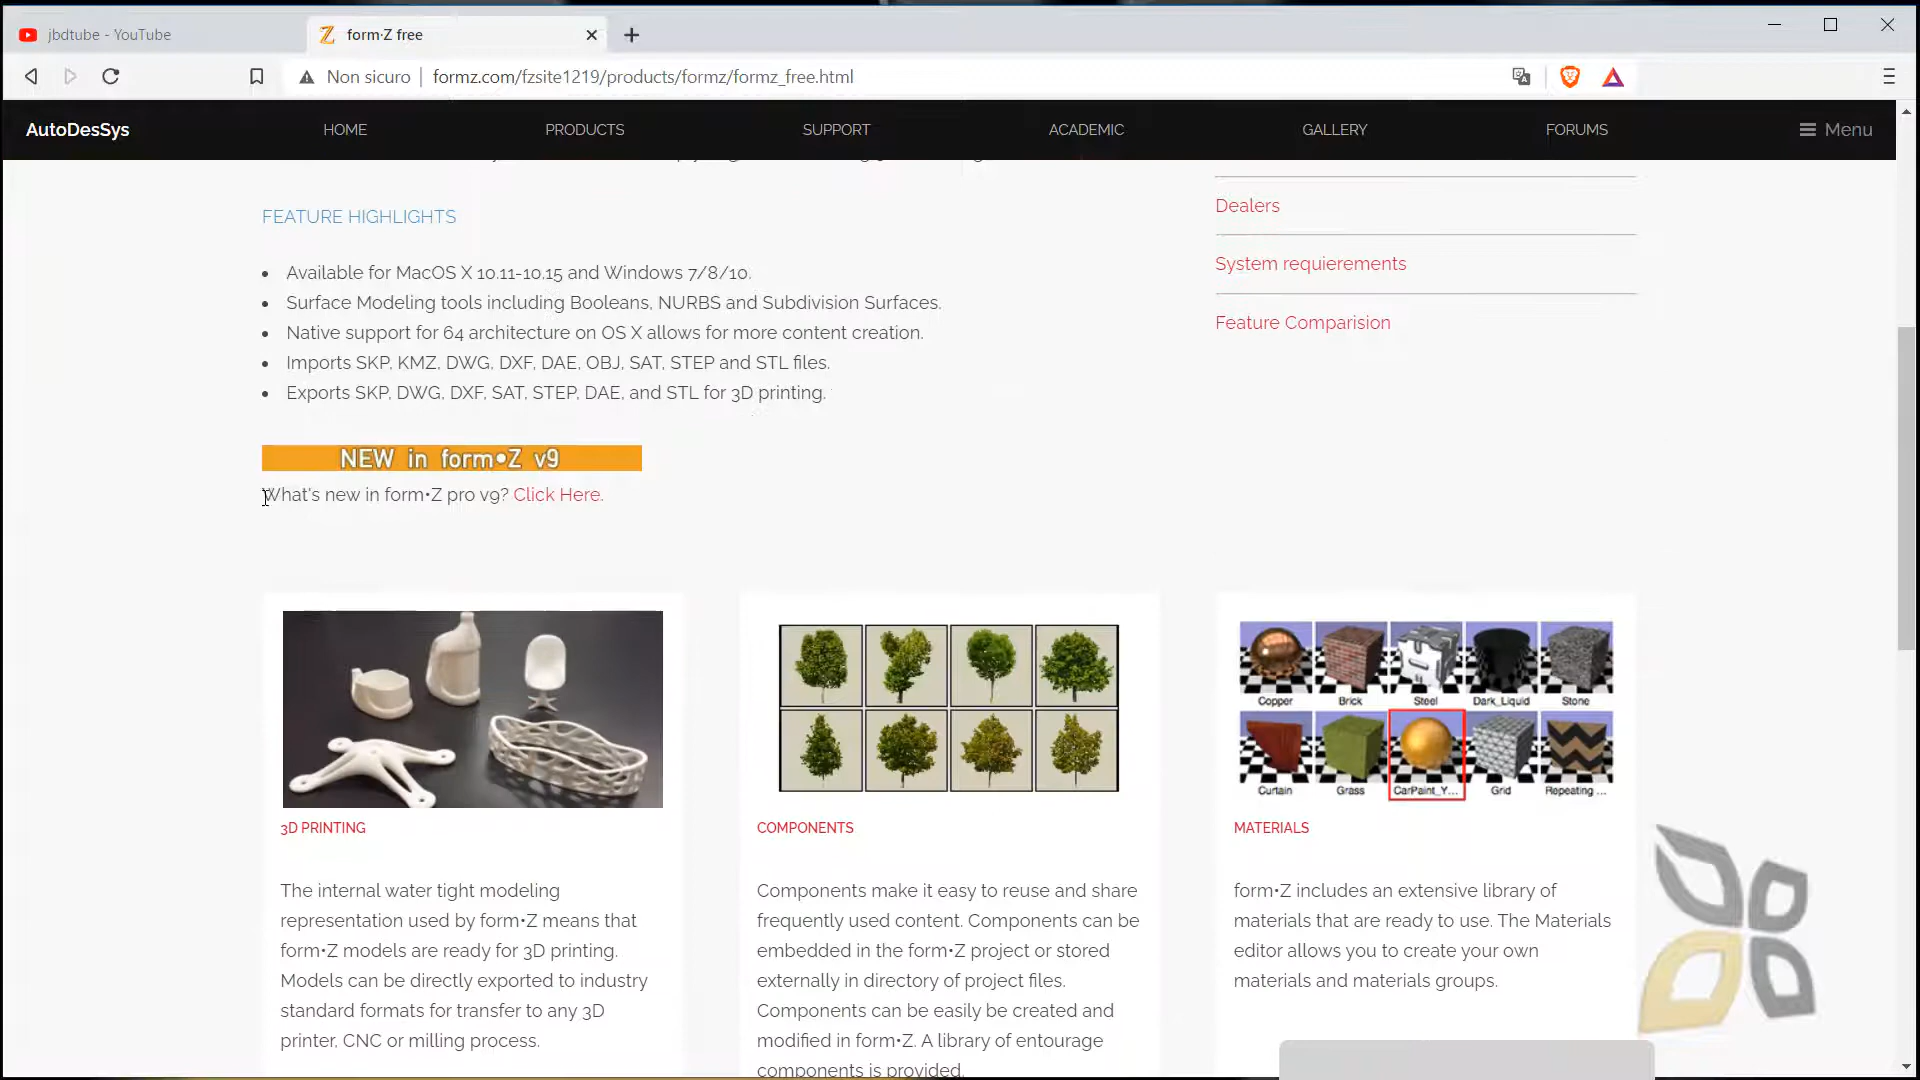 jbdtube - YouTube
form·Z free
Non sicuro
formz.com/fzsite1219/products/formz/formz_free.html
AutoDesSys
HOME
PRODUCTS
SUPPORT
ACADEMIC
GALLERY
FORUMS
Menu
FEATURE HIGHLIGHTS
• Available for MacOS X 10.11-10.15 and Windows 7/8/10.
• Surface Modeling tools including Booleans, NURBS and Subdivision Surfaces.
• Native support for 64 architecture on OS X allows for more content creation.
• Imports SKP, KMZ, DWG, DXF, DAE, OBJ, SAT, STEP and STL files.
• Exports SKP, DWG, DXF, SAT, STEP, DAE, and STL for 3D printing.
Dealers
System requierements
Feature Comparision
NEW in form•Z v9
What's new in form•Z pro v9? Click Here.
3D PRINTING
The internal water tight modeling
representation used by form•Z means that
form•Z models are ready for 3D printing.
Models can be directly exported to industry
standard formats for transfer to any 3D
printer, CNC or milling process.
COMPONENTS
Components make it easy to reuse and share
frequently used content. Components can be
embedded in the form•Z project or stored
externally in directory of project files.
Components can be easily be created and
modified in form•Z. A library of entourage
components is provided.
Copper Brick Steel Dark_Liquid Stone
Curtain Grass CarPaint_Y... Grid Repeating ...
MATERIALS
form•Z includes an extensive library of
materials that are ready to use. The Materials
editor allows you to create your own
materials and materials groups.